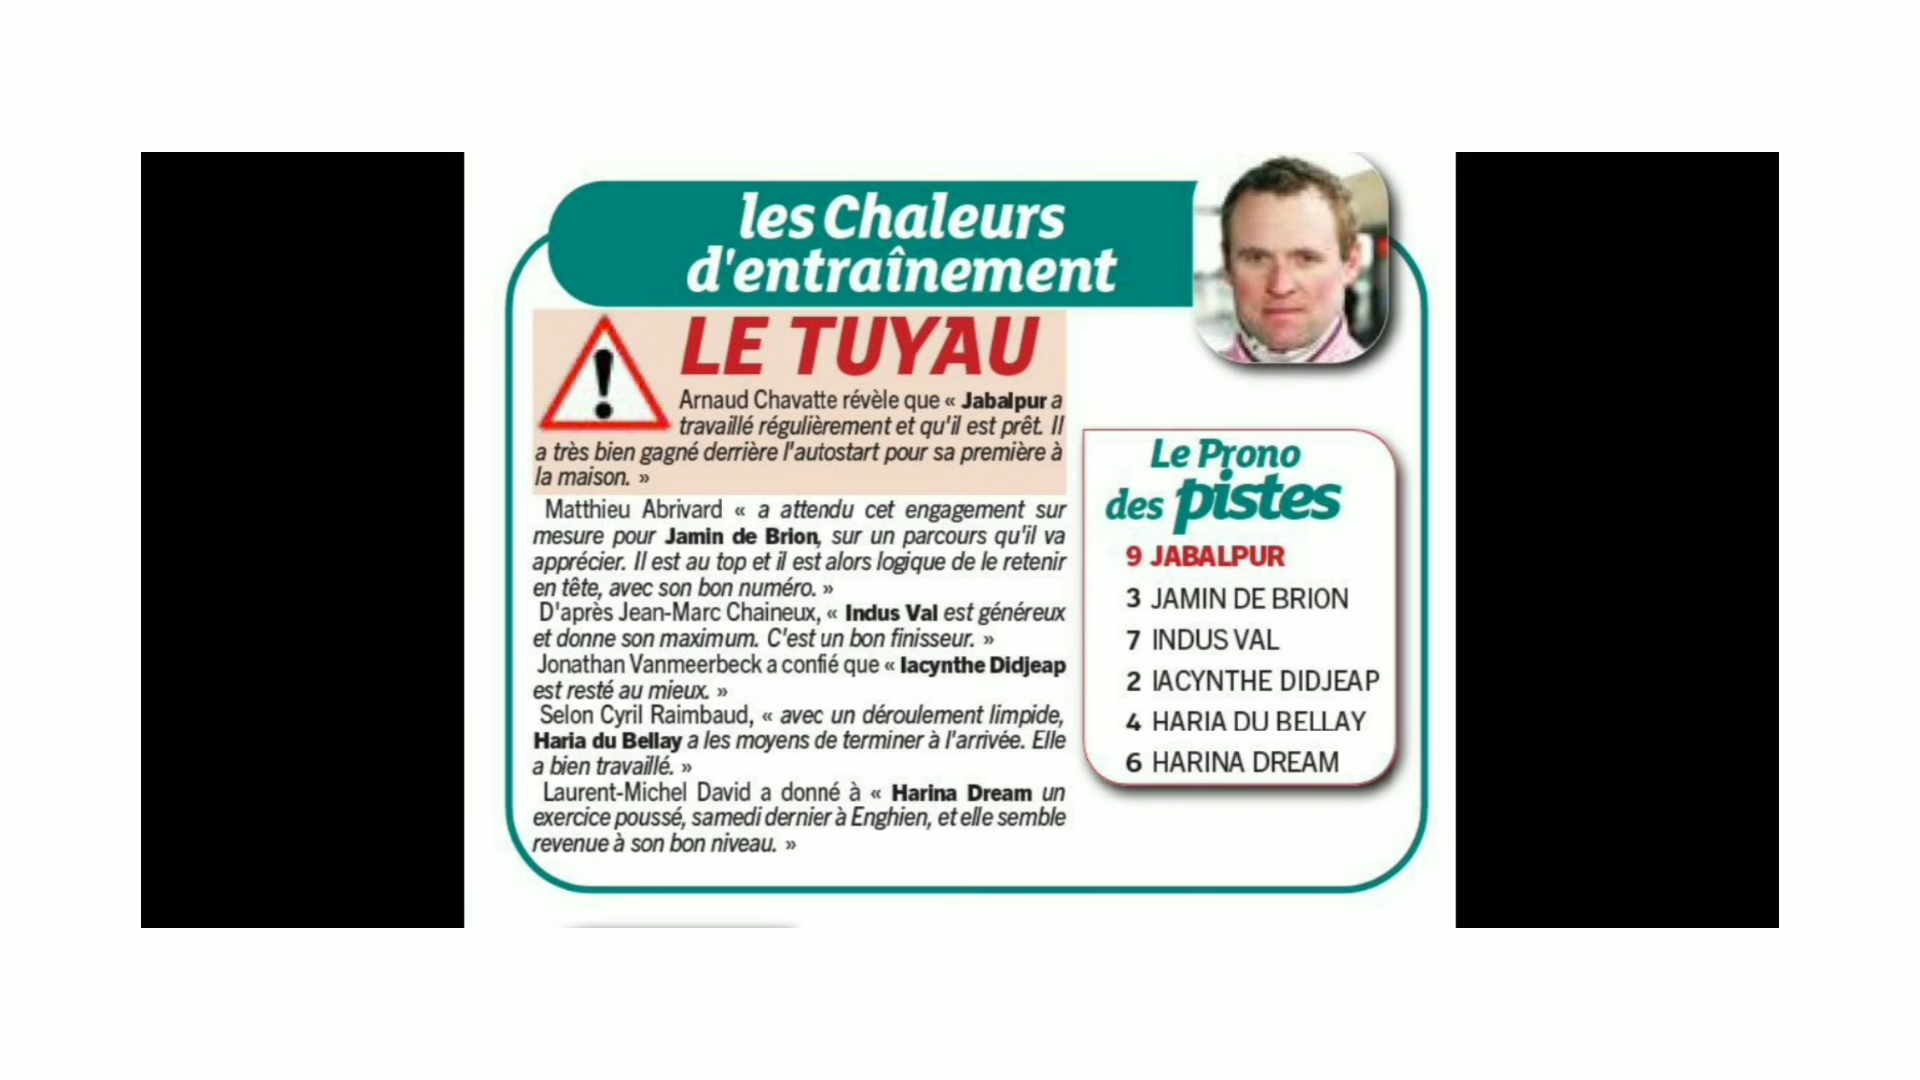 les Chaleurs
d'entraînement
LE TUYAU
Arnaud Chavatte révèle que « Jabalpur a
travaillé régulièrement et qu'il est prêt. Il
a très bien gagné derrière l'autostart pour sa première à
la maison. »
Matthieu Abrivard « a attendu cet engagement sur
mesure pour Jamin de Brion, sur un parcours qu'il va
apprécier. Il est au top et il est alors logique de le retenir
en tête, avec son bon numéro. »
D'après Jean-Marc Chaineux, « Indus Val est généreux
et donne son maximum. C'est un bon finisseur. »
Jonathan Vanmeerbeck a confié que « Iacynthe Didjeap
est resté au mieux. »
Selon Cyril Raimbaud, « avec un déroulement limpide,
Haria du Bellay a les moyens de terminer à l'arrivée. Elle
a bien travaillé. »
Laurent-Michel David a donné à « Harina Dream un
exercice poussé, samedi dernier à Enghien, et elle semble
revenue à son bon niveau. »
Le Prono
des pistes
9 JABALPUR
3 JAMIN DE BRION
7 INDUS VAL
2 IACYNTHE DIDJEAP
4 HARIA DU BELLAY
6 HARINA DREAM